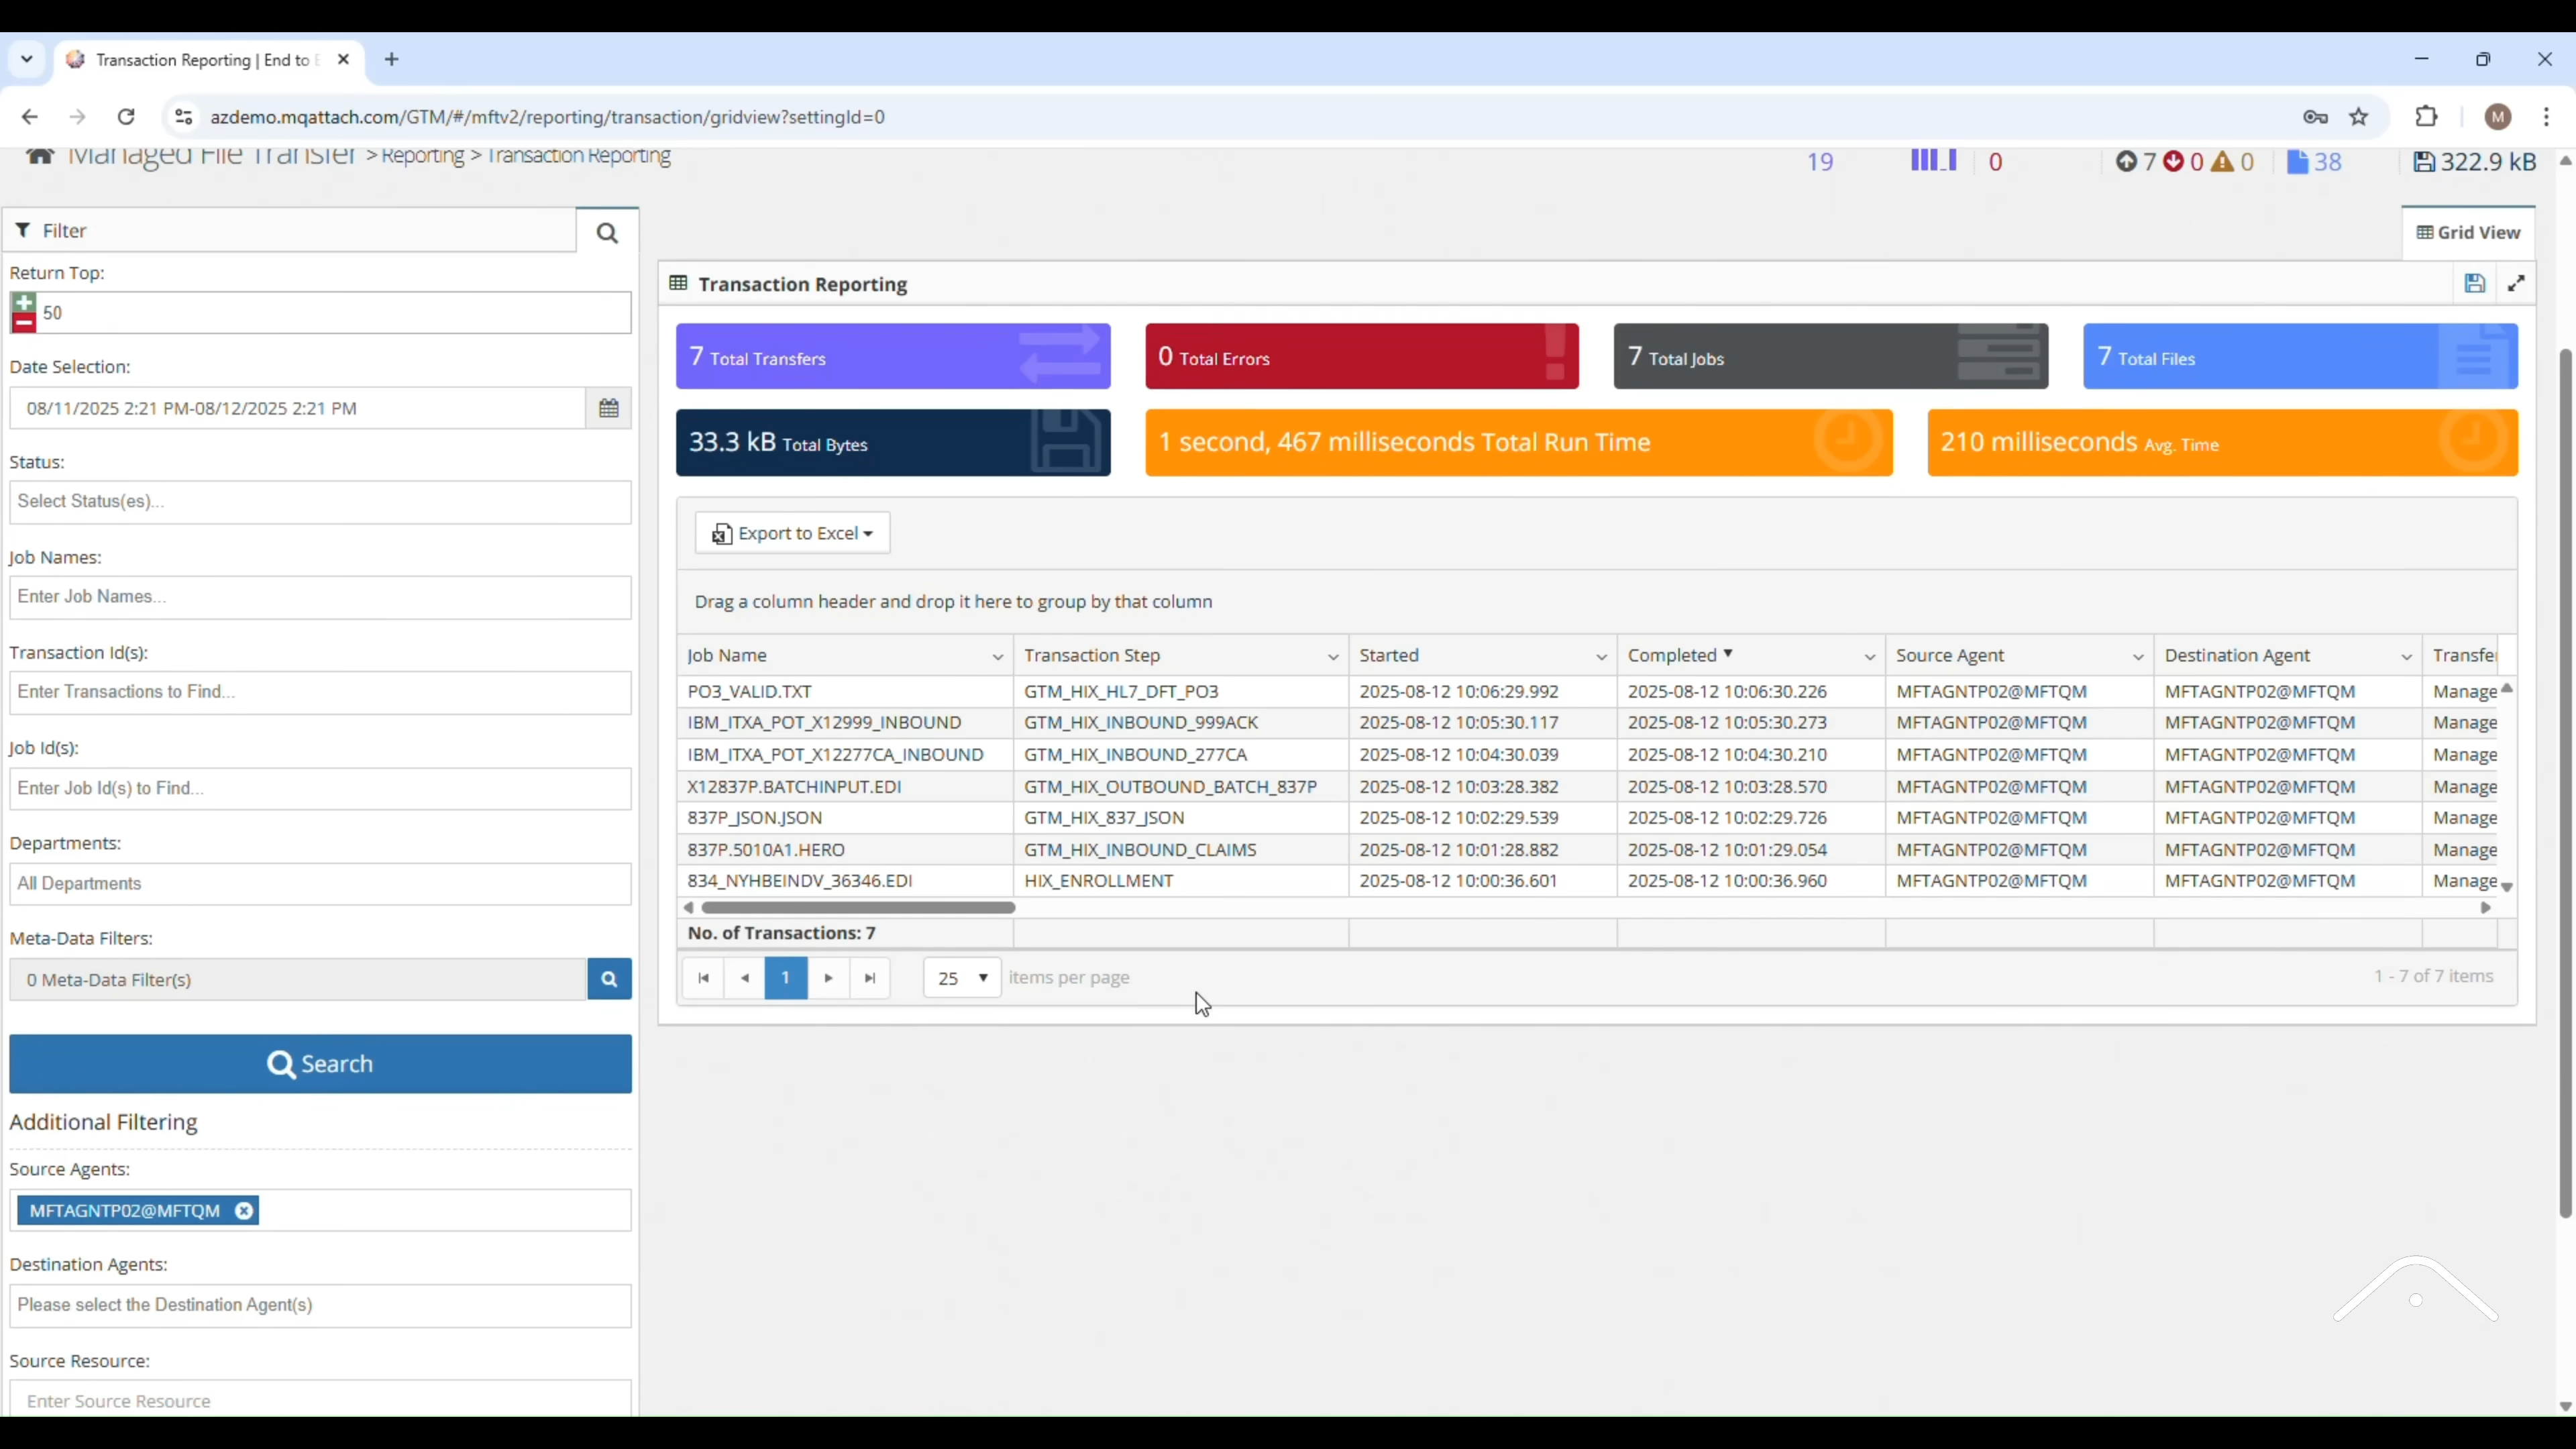 Transaction Reporting | End to E
azdemo.mqattach.com/GTM/#/mftv2/reporting/transaction/gridview?settingId=0
M
Managed File Transfer > Reporting > Transaction Reporting
19 0 7 0 0 38 322.9 kB
Filter
Grid View
Return Top:
50
Date Selection:
08/11/2025 2:21 PM-08/12/2025 2:21 PM
Status:
Select Status(es)...
Job Names:
Enter Job Names...
Transaction Id(s):
Enter Transactions to Find...
Job Id(s):
Enter Job Id(s) to Find...
Departments:
All Departments
Meta-Data Filters:
0 Meta-Data Filter(s)
Search
Additional Filtering
Source Agents:
MFTAGNTP02@MFTQM
Destination Agents:
Please select the Destination Agent(s)
Source Resource:
Enter Source Resource
Transaction Reporting
7 Total Transfers 0 Total Errors 7 Total Jobs 7 Total Files
33.3 kB Total Bytes 1 second, 467 milliseconds Total Run Time 210 milliseconds Avg. Time
Export to Excel
Drag a column header and drop it here to group by that column
Job Name Transaction Step Started Completed Source Agent Destination Agent Transfe
PO3_VALID.TXT GTM_HIX_HL7_DFT_PO3 2025-08-12 10:06:29.992 2025-08-12 10:06:30.226 MFTAGNTP02@MFTQM MFTAGNTP02@MFTQM Manage
IBM_ITXA_POT_X12999_INBOUND GTM_HIX_INBOUND_999ACK 2025-08-12 10:05:30.117 2025-08-12 10:05:30.273 MFTAGNTP02@MFTQM MFTAGNTP02@MFTQM Manage
IBM_ITXA_POT_X12277CA_INBOUND GTM_HIX_INBOUND_277CA 2025-08-12 10:04:30.039 2025-08-12 10:04:30.210 MFTAGNTP02@MFTQM MFTAGNTP02@MFTQM Manage
X12837P.BATCHINPUT.EDI GTM_HIX_OUTBOUND_BATCH_837P 2025-08-12 10:03:28.382 2025-08-12 10:03:28.570 MFTAGNTP02@MFTQM MFTAGNTP02@MFTQM Manage
837P_JSON.JSON GTM_HIX_837_JSON 2025-08-12 10:02:29.539 2025-08-12 10:02:29.726 MFTAGNTP02@MFTQM MFTAGNTP02@MFTQM Manage
837P.5010A1.HERO GTM_HIX_INBOUND_CLAIMS 2025-08-12 10:01:28.882 2025-08-12 10:01:29.054 MFTAGNTP02@MFTQM MFTAGNTP02@MFTQM Manage
834_NYHBEINDV_36346.EDI HIX_ENROLLMENT 2025-08-12 10:00:36.601 2025-08-12 10:00:36.960 MFTAGNTP02@MFTQM MFTAGNTP02@MFTQM Manage
No. of Transactions: 7
1 25 items per page 1 - 7 of 7 items